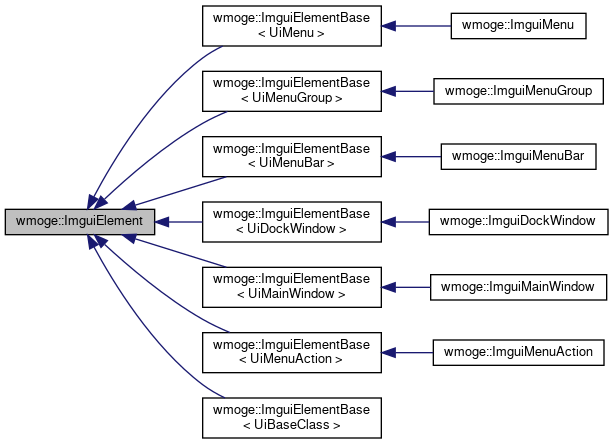 wmoge::ImguiElementBase
< UiMenu >
wmoge::ImguiMenu
wmoge::ImguiElementBase
< UiMenuGroup >
wmoge::ImguiMenuGroup
wmoge::ImguiElementBase
< UiMenuBar >
wmoge::ImguiMenuBar
wmoge::ImguiElement
wmoge::ImguiElementBase
< UiDockWindow >
wmoge::ImguiDockWindow
wmoge::ImguiElementBase
< UiMainWindow >
wmoge::ImguiMainWindow
wmoge::ImguiElementBase
< UiMenuAction >
wmoge::ImguiMenuAction
wmoge::ImguiElementBase
< UiBaseClass >